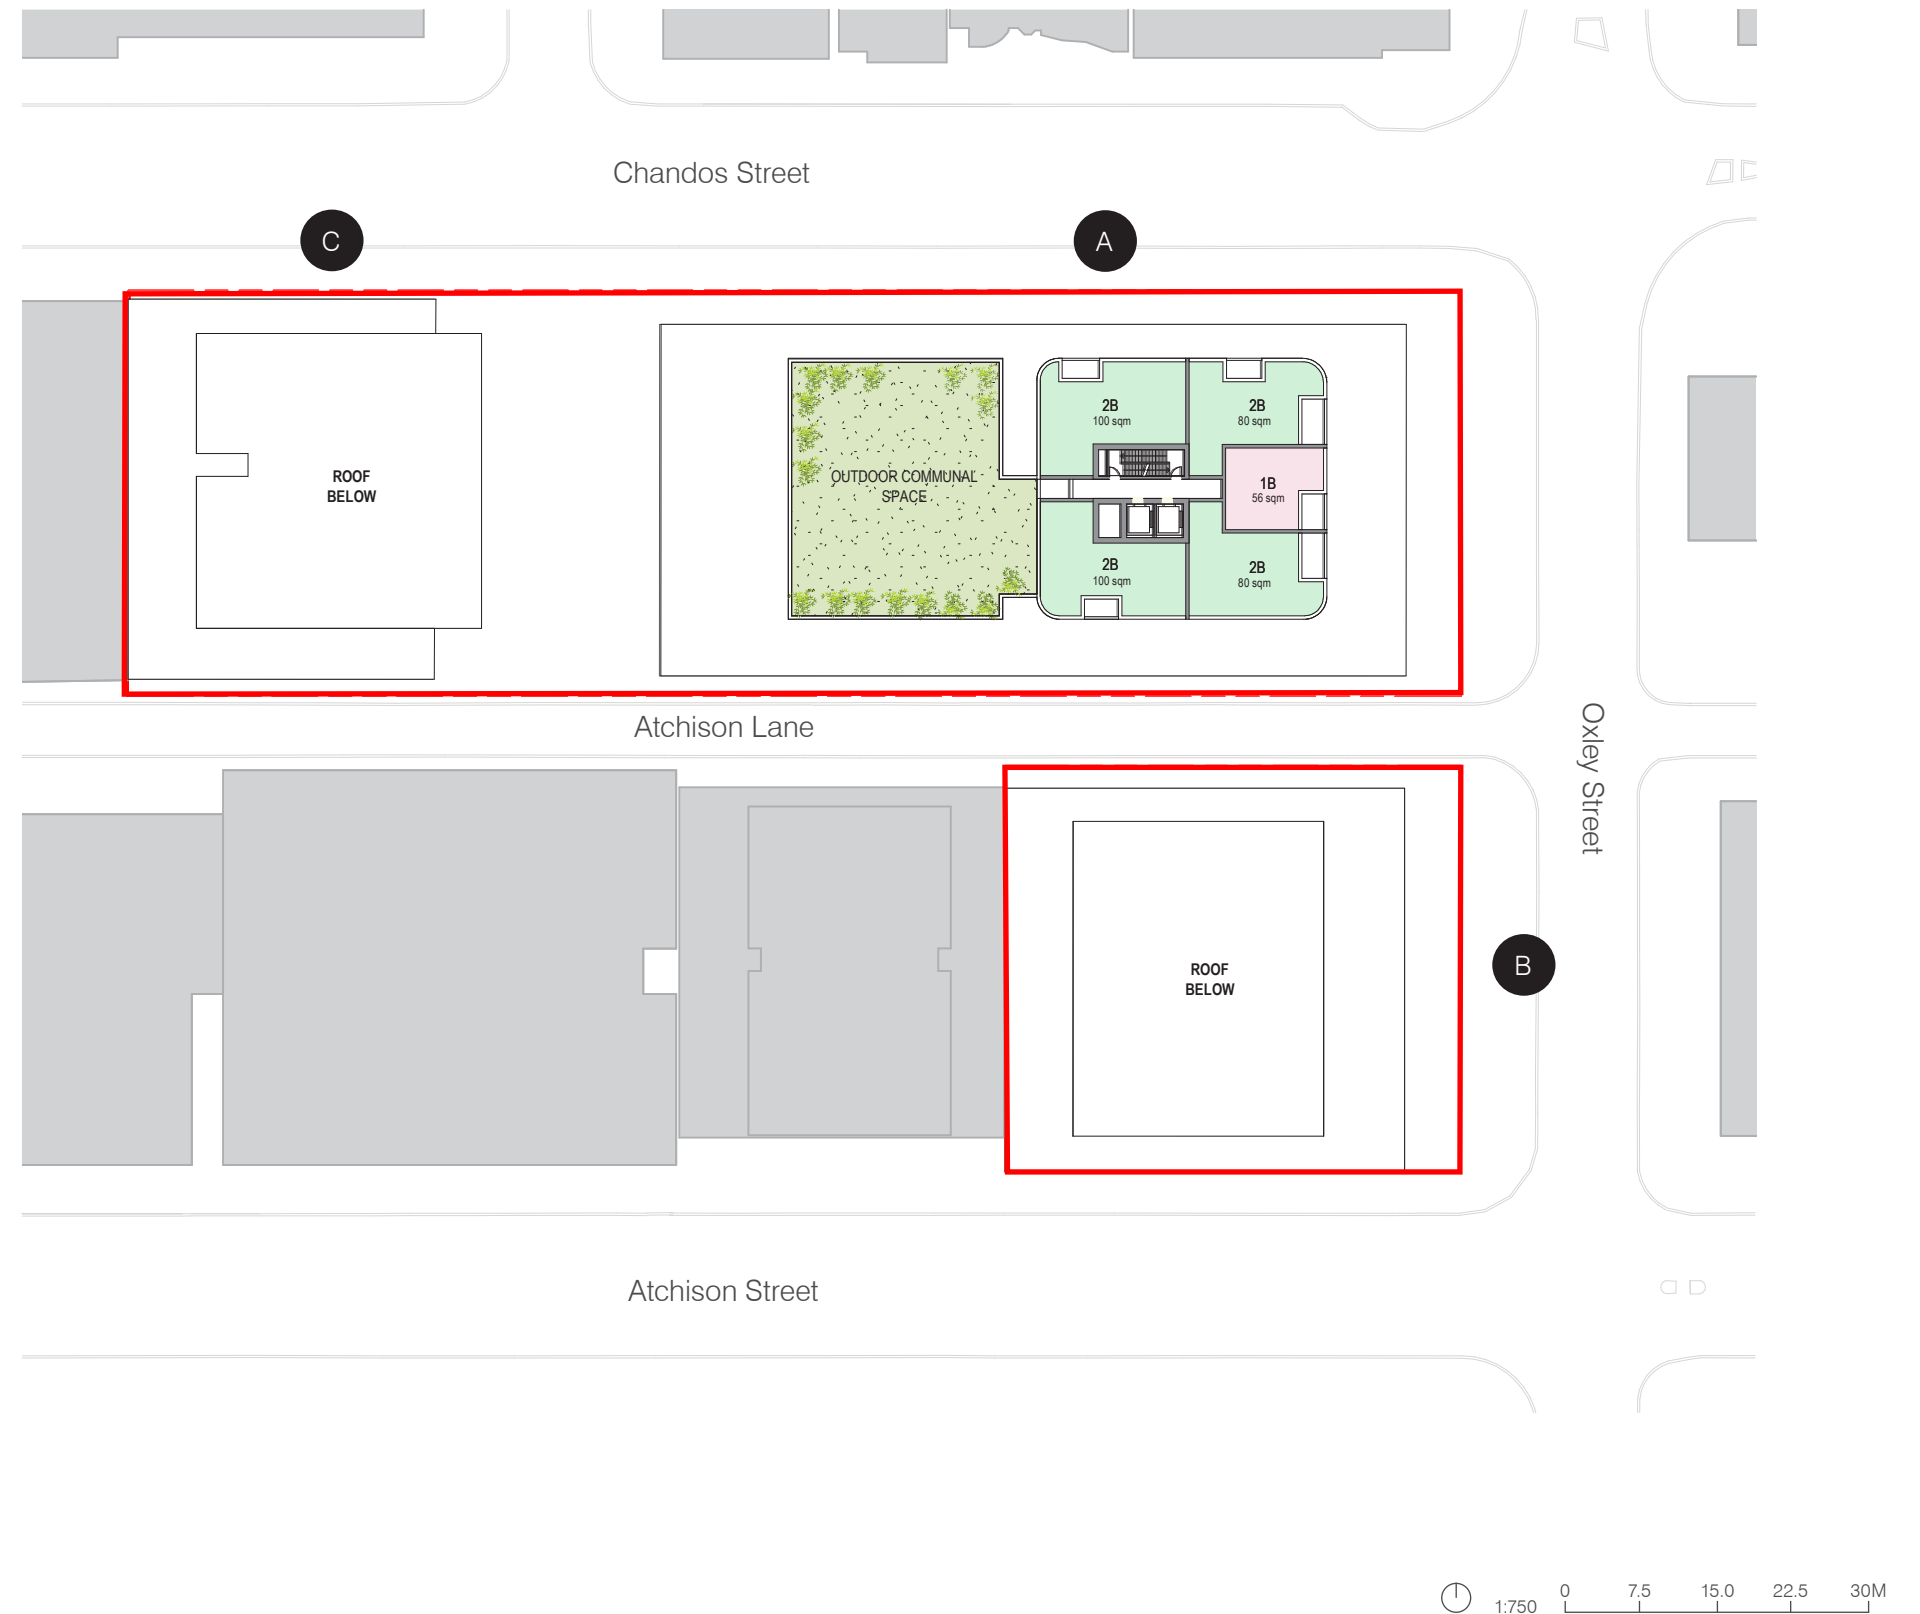 Chandos Street
C
A
2B
100 sqm
2B
80 sqm
ROOF
BELOW
OUTDOOR COMMUNAL
SPACE
1B
56 sqm
2B
100 sqm
2B
80 sqm
Atchison Lane
Oxley Street
B
ROOF
BELOW
Atchison Street
1:750
0 7.5 15.0 22.5 30M